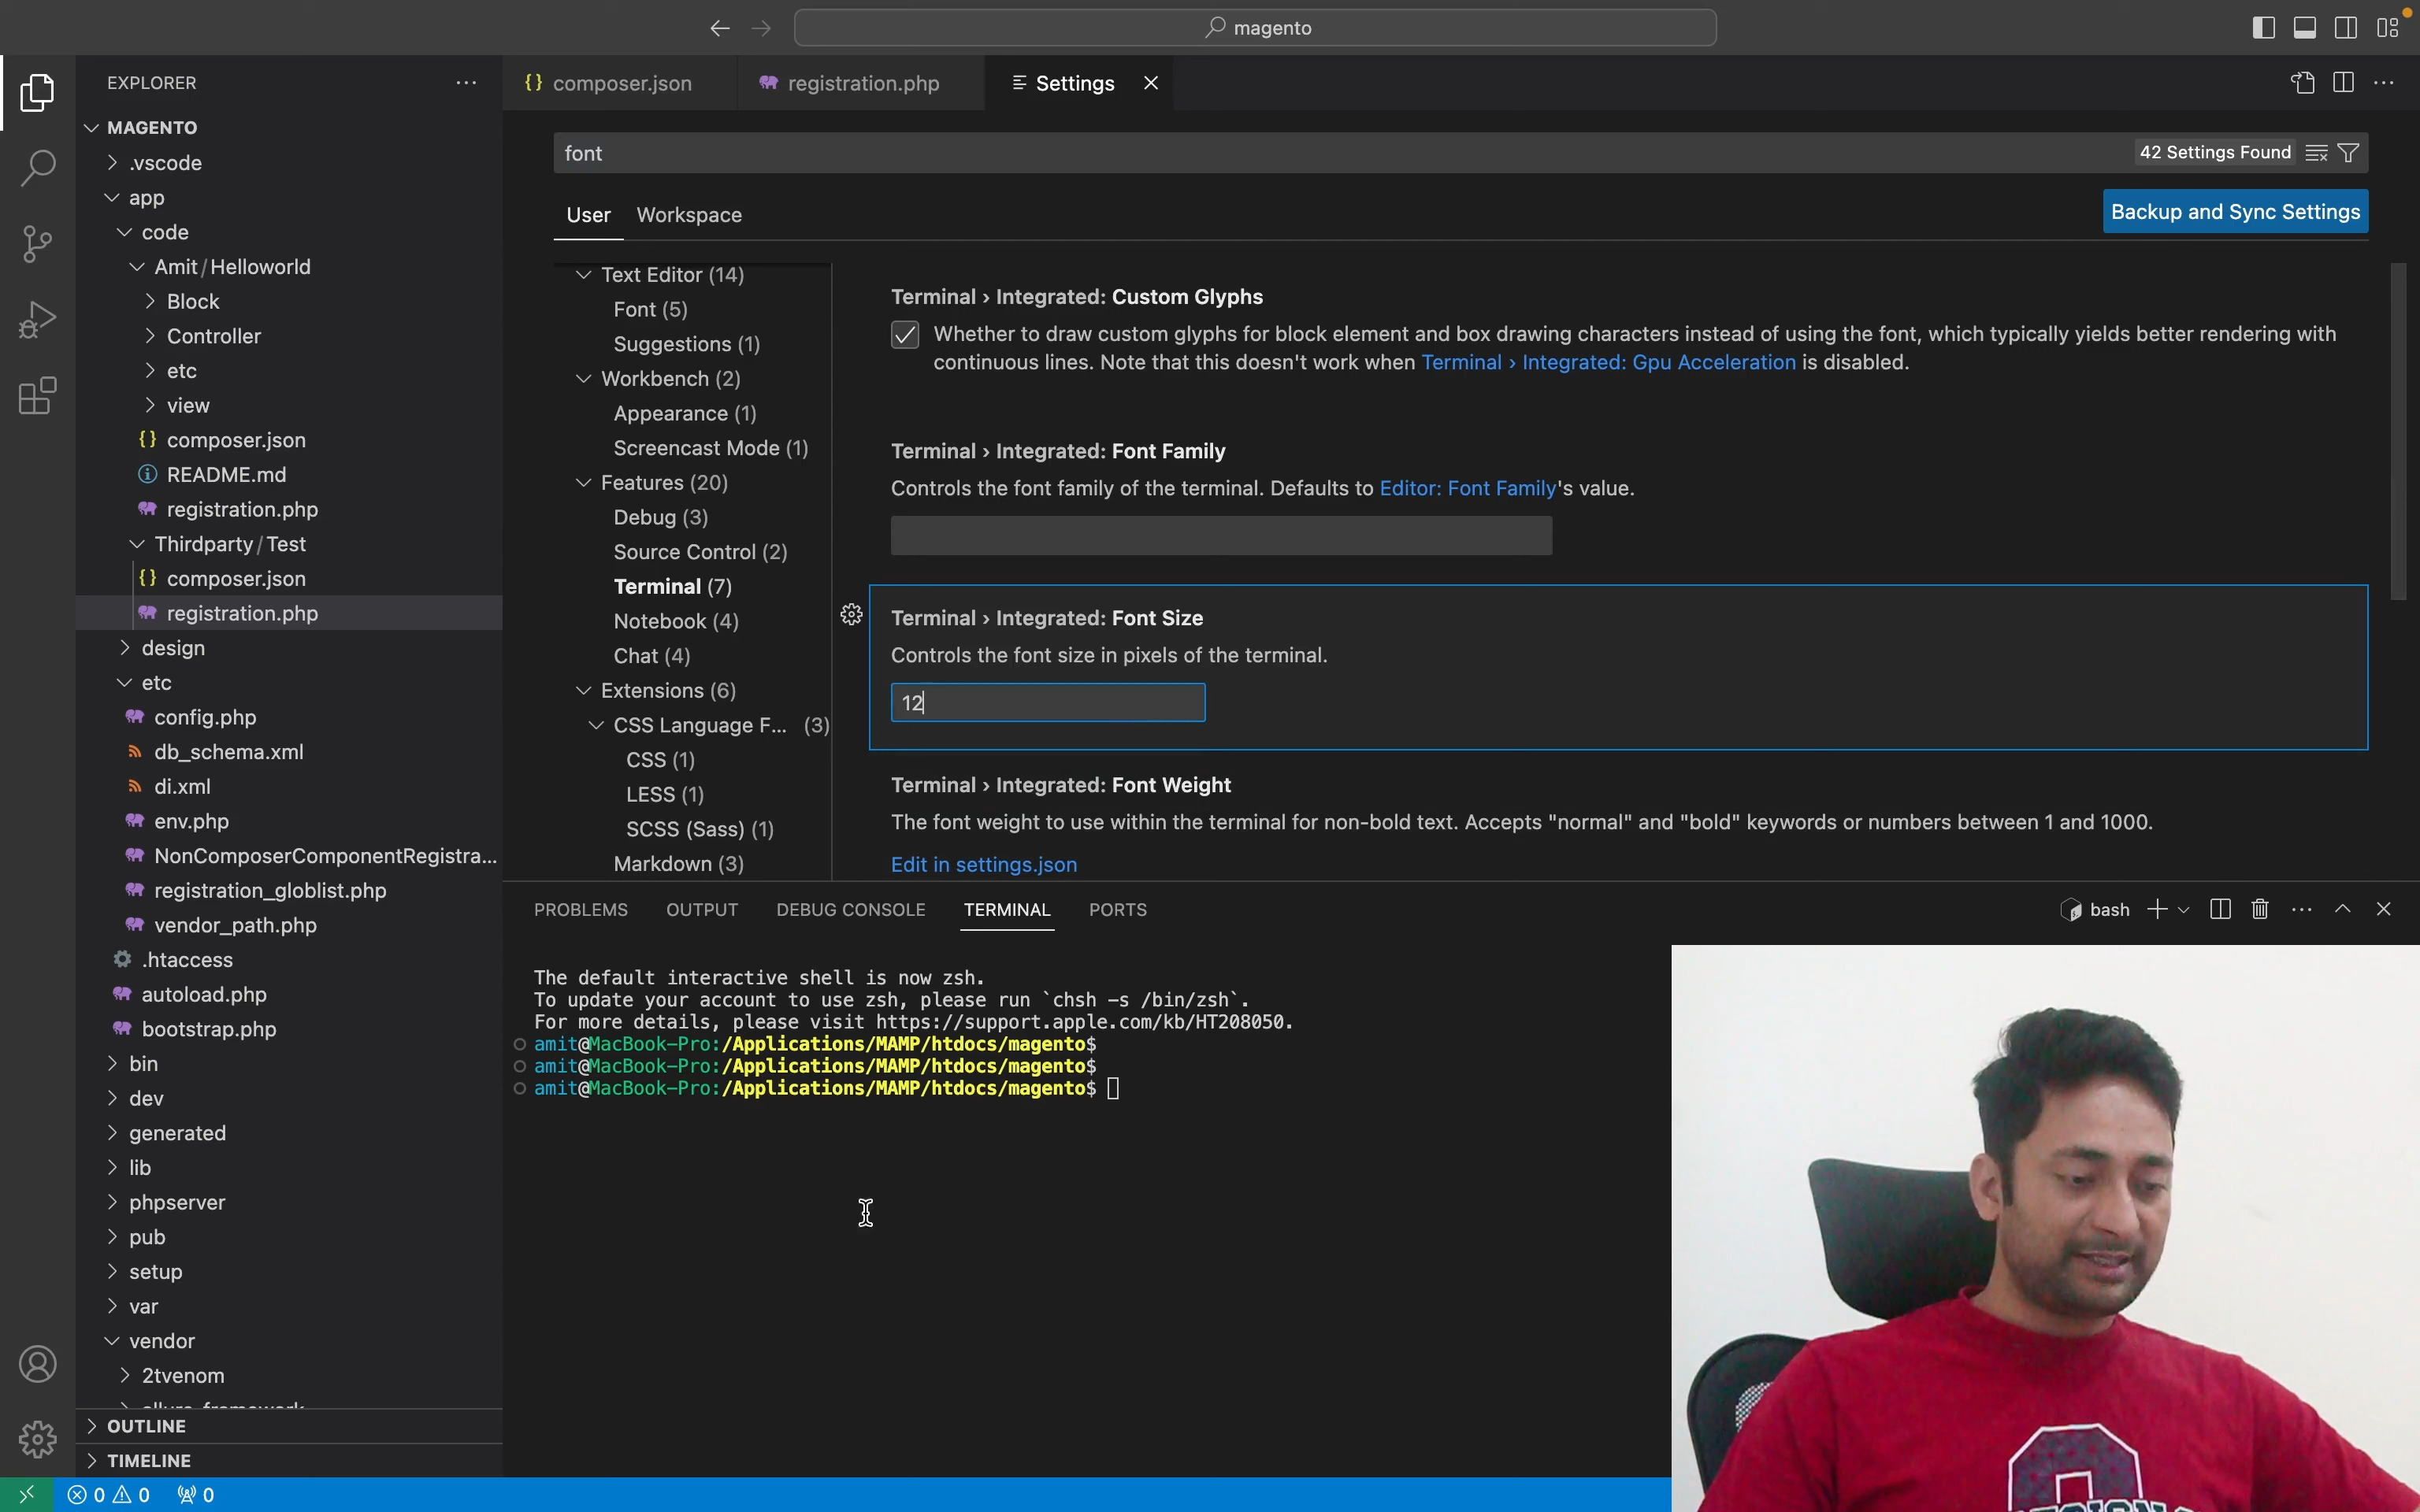 magento
EXPLORER
MAGENTO
.vscode
app
code
Amit/Helloworld
Block
Controller
etc
view
{} composer.json
README.md
registration.php
Thirdparty/Test
{} composer.json
registration.php
design
etc
config.php
db_schema.xml
di.xml
env.php
NonComposerComponentRegistra...
registration_globlist.php
vendor_path.php
.htaccess
autoload.php
bootstrap.php
bin
dev
generated
lib
phpserver
pub
setup
var
vendor
2tvenom
OUTLINE
TIMELINE
{} composer.json
registration.php
Settings
font
42 Settings Found
User Workspace
Backup and Sync Settings
Text Editor (14)
Font (5)
Suggestions (1)
Workbench (2)
Appearance (1)
Screencast Mode (1)
Features (20)
Debug (3)
Source Control (2)
Terminal (7)
Notebook (4)
Chat (4)
Extensions (6)
CSS Language F... (3)
CSS (1)
LESS (1)
SCSS (Sass) (1)
Markdown (3)
Terminal › Integrated: Custom Glyphs
Whether to draw custom glyphs for block element and box drawing characters instead of using the font, which typically yields better rendering with
continuous lines. Note that this doesn't work when Terminal › Integrated: Gpu Acceleration is disabled.
Terminal › Integrated: Font Family
Controls the font family of the terminal. Defaults to Editor: Font Family's value.
Terminal › Integrated: Font Size
Controls the font size in pixels of the terminal.
12
Terminal › Integrated: Font Weight
The font weight to use within the terminal for non-bold text. Accepts "normal" and "bold" keywords or numbers between 1 and 1000.
Edit in settings.json
PROBLEMS OUTPUT DEBUG CONSOLE TERMINAL PORTS
bash
The default interactive shell is now zsh.
To update your account to use zsh, please run `chsh -s /bin/zsh`.
For more details, please visit https://support.apple.com/kb/HT208050.
amit@MacBook-Pro:/Applications/MAMP/htdocs/magento$
amit@MacBook-Pro:/Applications/MAMP/htdocs/magento$
amit@MacBook-Pro:/Applications/MAMP/htdocs/magento$
0 0 0